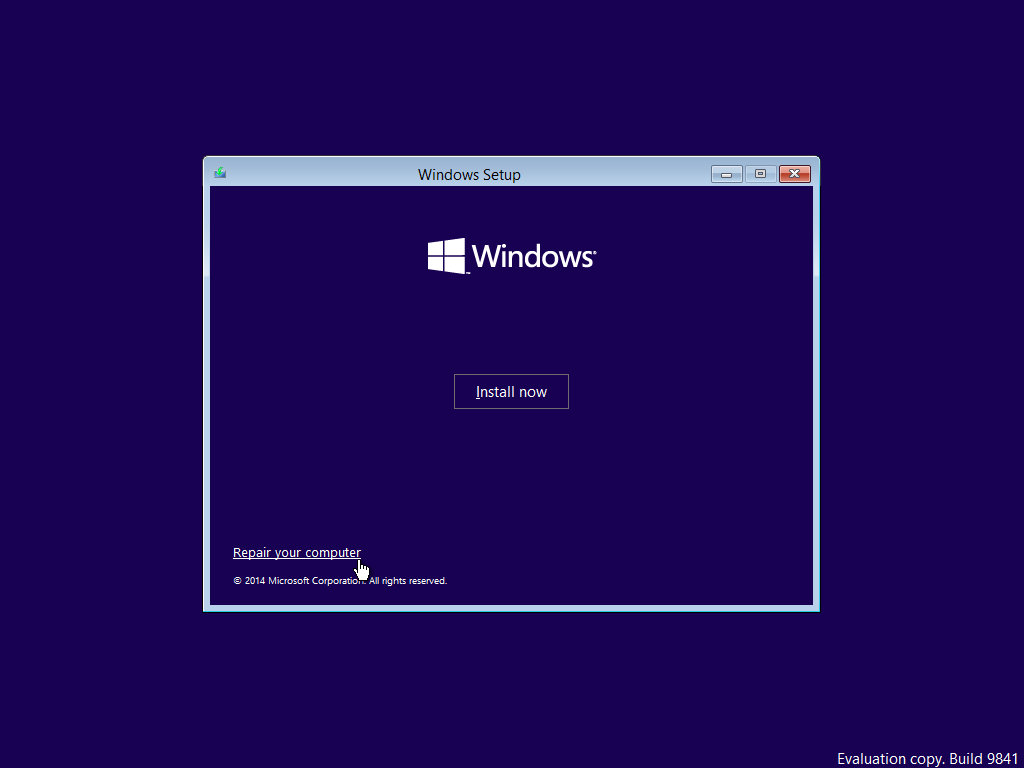 Windows Setup
Windows
Install now
Repair your computer
© 2014 Microsoft Corporation. All rights reserved.
Evaluation copy. Build 9841